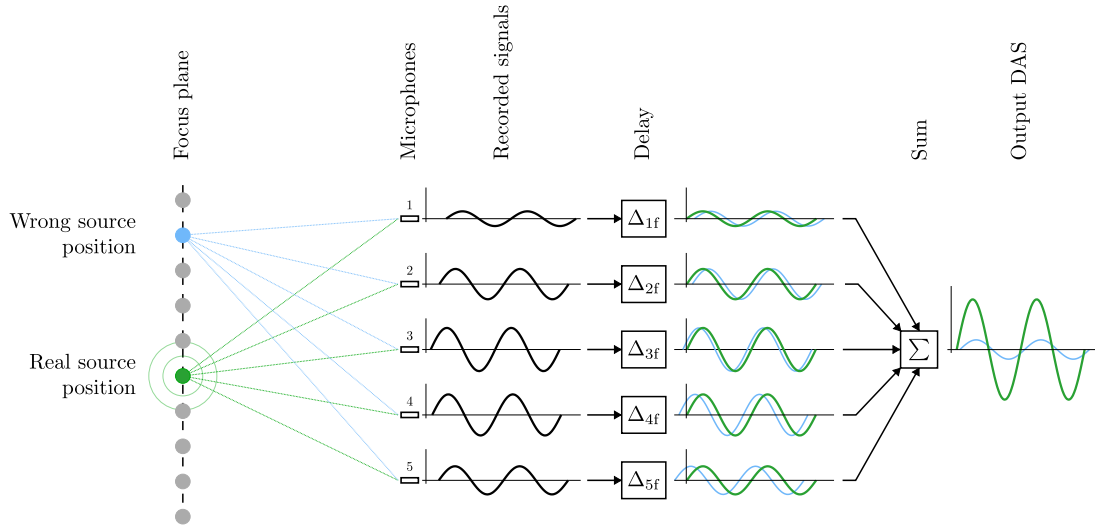 Focus plane
Microphones
Recorded signals
Delay
Sum
Output DAS
Wrong source
position
Real source
position
1
Δ1f
2
Δ2f
3
Δ3f
Σ
4
Δ4f
5
Δ5f